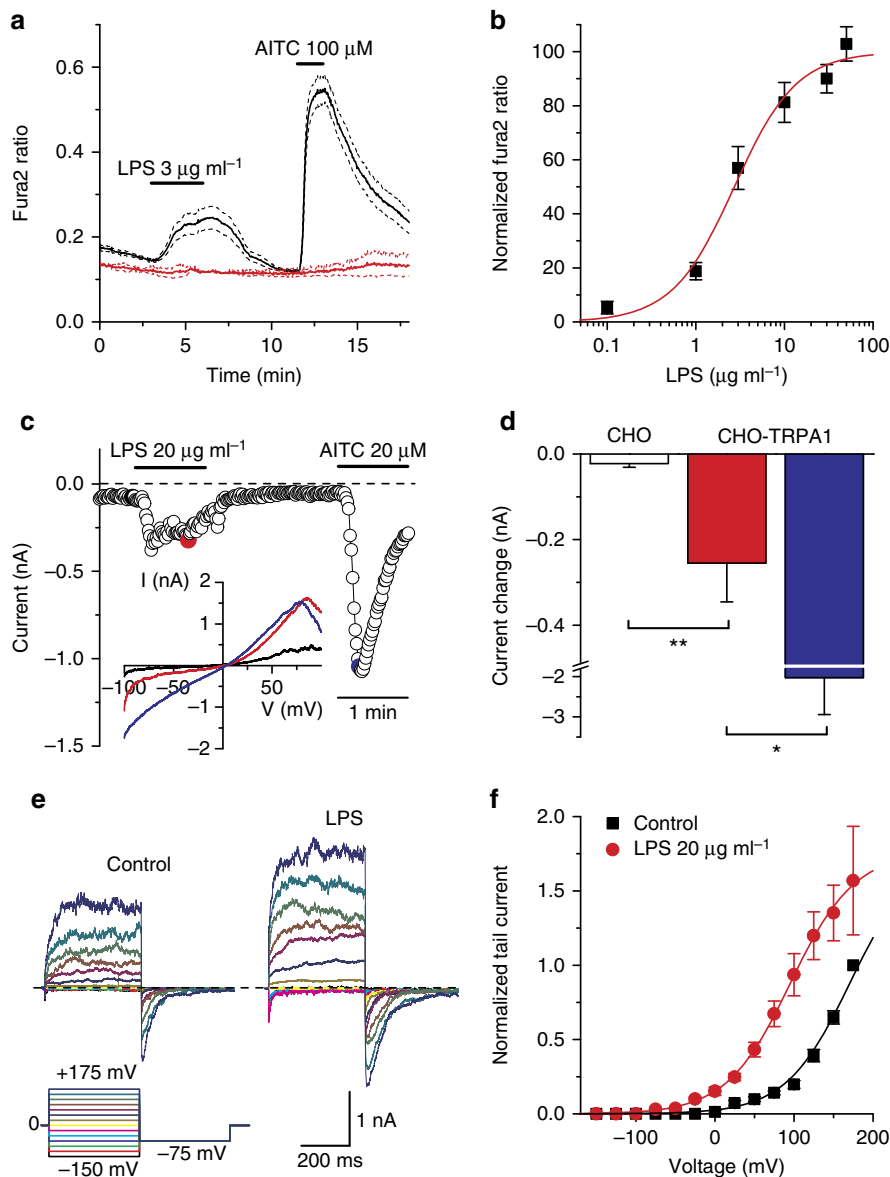 a
AITC 100 μM
LPS 3 μg ml⁻¹
Fura2 ratio
0.6
0.4
0.2
0.0
0 5 10 15
Time (min)
b
Normalized fura2 ratio
100
80
60
40
20
0
0.1 1 10 100
LPS (μg ml⁻¹)
c
LPS 20 μg ml⁻¹
AITC 20 μM
Current (nA)
0.0
−0.5
−1.0
−1.5
I (nA)
2
1
−100 −50 50
V (mV)
−1
−2
1 min
d
CHO CHO-TRPA1
Current change (nA)
0.0
−0.2
−0.4
−2
−3
**
*
e
Control
LPS
+175 mV
0
−75 mV
−150 mV
1 nA
200 ms
f
Control
LPS 20 μg ml⁻¹
Normalized tail current
2.0
1.5
1.0
0.5
0.0
−100 0 100 200
Voltage (mV)